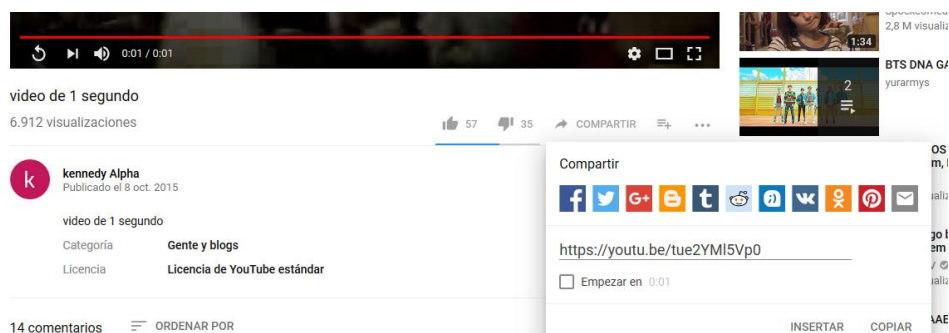 0:01 / 0:01
video de 1 segundo
6.912 visualizaciones
57
35
COMPARTIR
k
kennedy Alpha
Publicado el 8 oct. 2015
video de 1 segundo
Categoría Gente y blogs
Licencia Licencia de YouTube estándar
14 comentarios
ORDENAR POR
Compartir
f G+ B t vk
https://youtu.be/tue2YMl5Vp0
Empezar en 0:01
INSERTAR COPIAR
1:34
2,8 M visualiz
2
BTS DNA GA
yurarmys